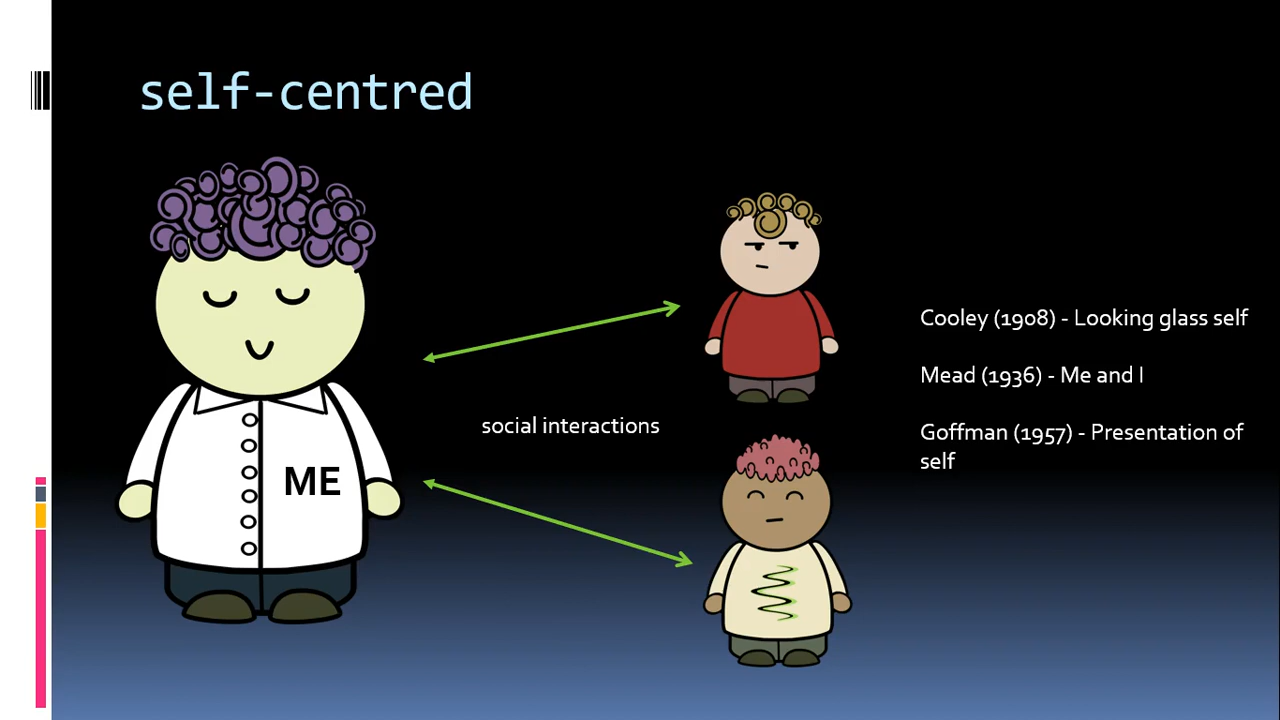 self-centred
ME
social interactions
Cooley (1908) - Looking glass self
Mead (1936) - Me and I
Goffman (1957) - Presentation of
self